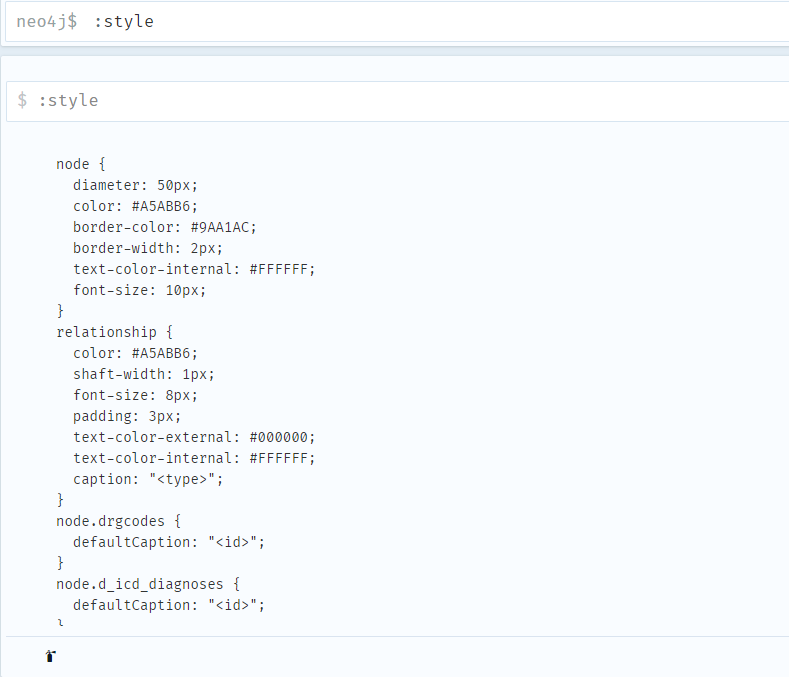 neo4j$ :style
$ :style
node {
diameter: 50px;
color: #A5ABB6;
border-color: #9AA1AC;
border-width: 2px;
text-color-internal: #FFFFFF;
font-size: 10px;
}
relationship {
color: #A5ABB6;
shaft-width: 1px;
font-size: 8px;
padding: 3px;
text-color-external: #000000;
text-color-internal: #FFFFFF;
caption: "<type>";
}
node.drgcodes {
defaultCaption: "<id>";
}
node.d_icd_diagnoses {
defaultCaption: "<id>";
}